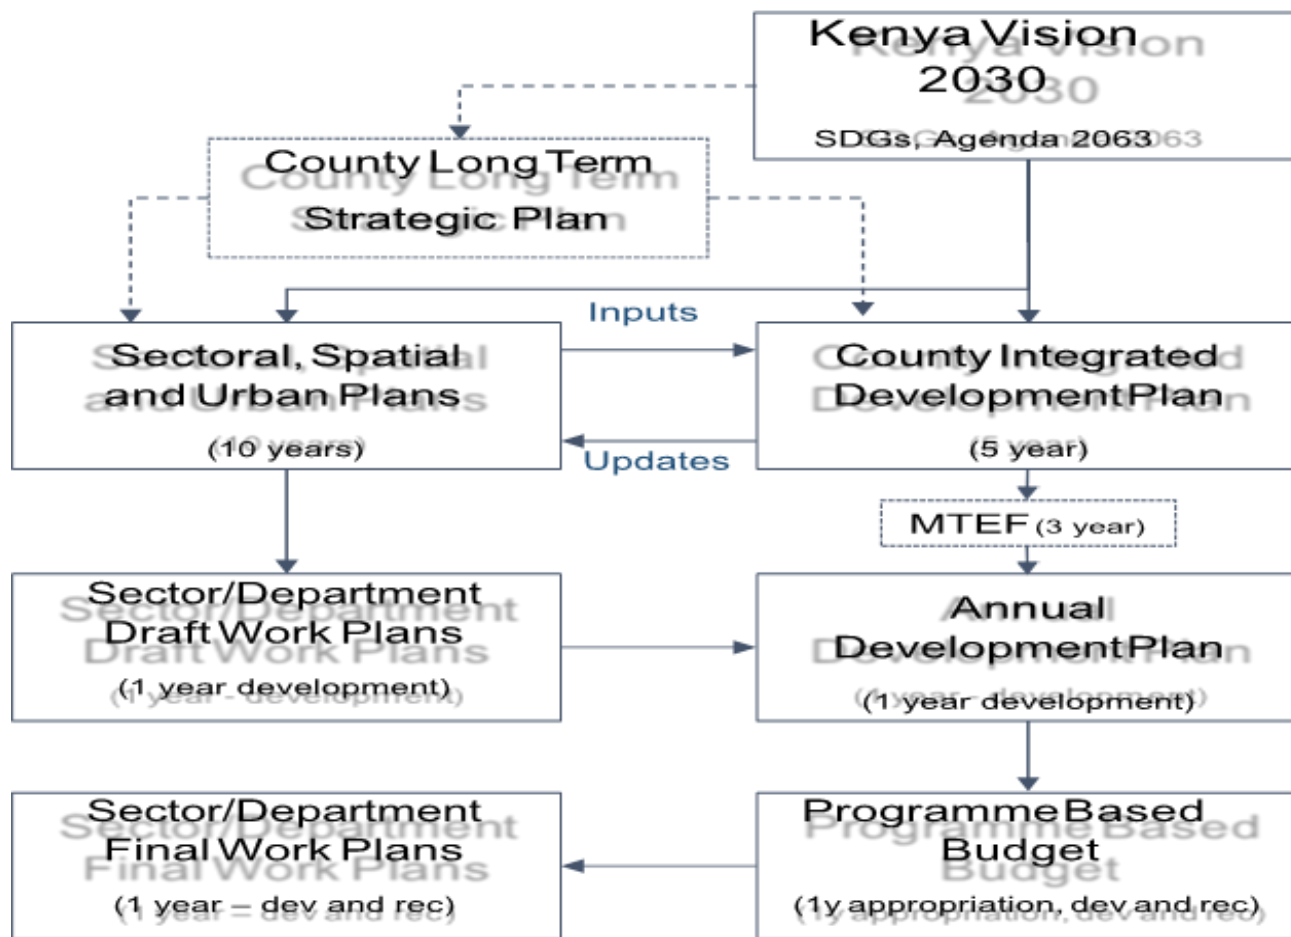 Kenya Vision
2030
SDGs, Agenda 2063
County Long Term
Strategic Plan
Inputs
Sectoral, Spatial
and Urban Plans
(10 years)
County Integrated
Development Plan
(5 year)
Updates
MTEF (3 year)
Sector/Department
Draft Work Plans
(1 year development)
Annual
Development Plan
(1 year development)
Sector/Department
Final Work Plans
(1 year – dev and rec)
Programme Based
Budget
(1y appropriation, dev and rec)